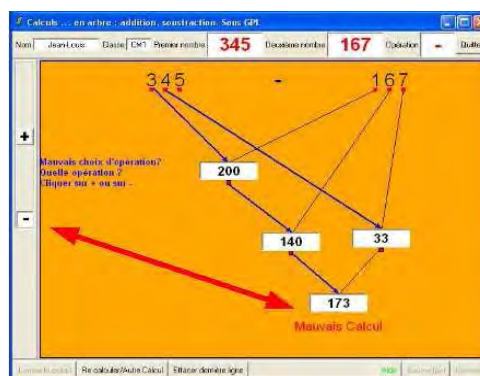 Calculs ... en arbre : addition, soustraction. Sous GPL
Nom Jean-Louis Classe CM1 Premier nombre 345 Deuxième nombre 167 Opération - Quitter
345 - 167
+
Mauvais choix d'opération?
Quelle opération ?
Cliquer sur + ou sur -
200
-
140 33
173
Mauvais Calcul
Re calculer/Autre Calcul Effacer dernière ligne Aide